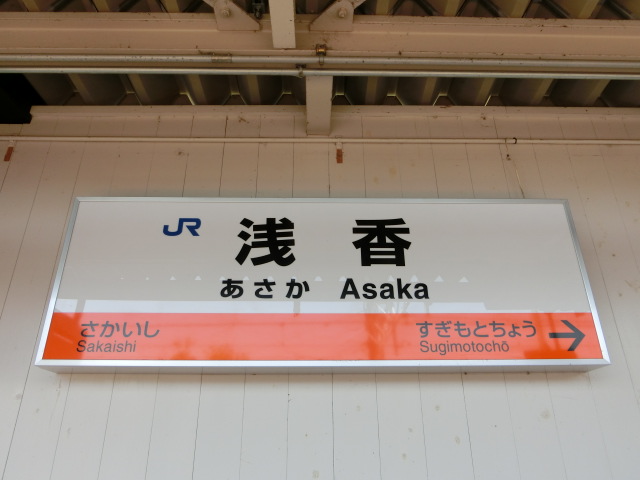 JR 浅香
あさか Asaka
さかいし すぎもとちょう →
Sakaishi Sugimotochō